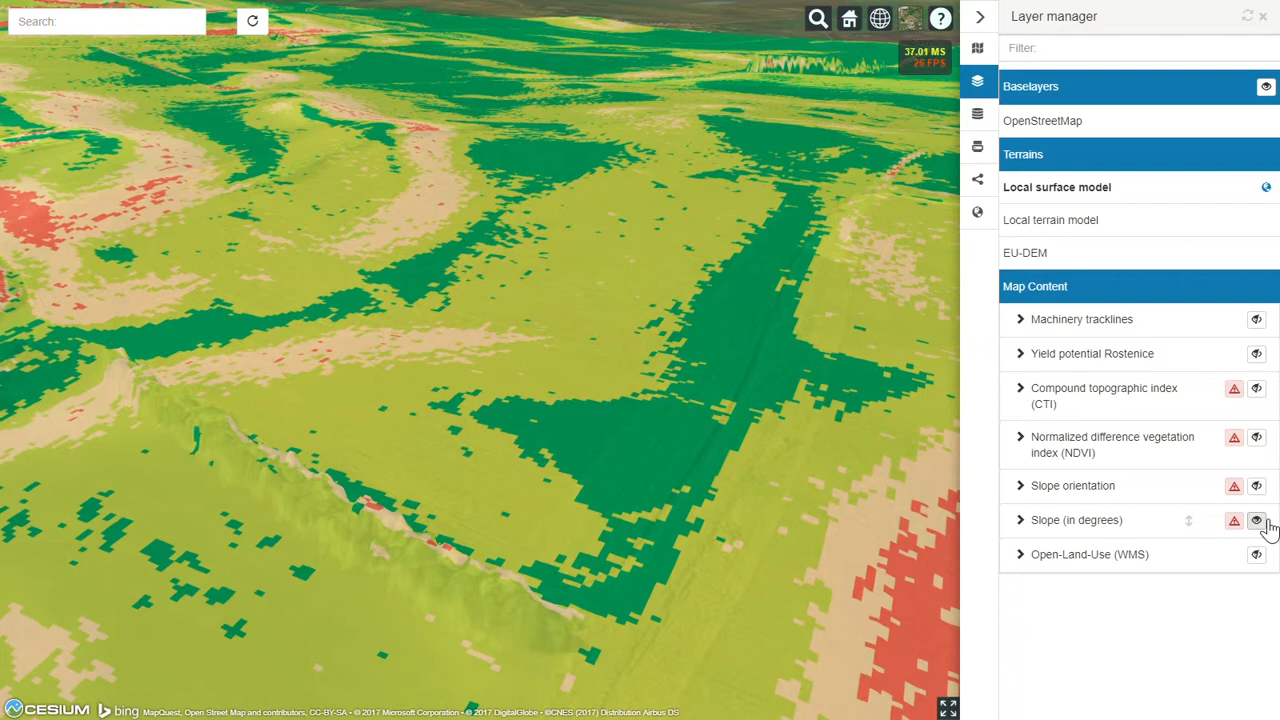 Search:
37.01 MS
26 FPS
Layer manager
Filter:
Baselayers
OpenStreetMap
Terrains
Local surface model
Local terrain model
EU-DEM
Map Content
Machinery tracklines
Yield potential Rostenice
Compound topographic index
(CTI)
Normalized difference vegetation
index (NDVI)
Slope orientation
Slope (in degrees)
Open-Land-Use (WMS)
CESIUM bing MapQuest, Open Street Map and contributors, CC-BY-SA - © 2017 Microsoft Corporation - © 2017 DigitalGlobe - ©CNES (2017) Distribution Airbus DS